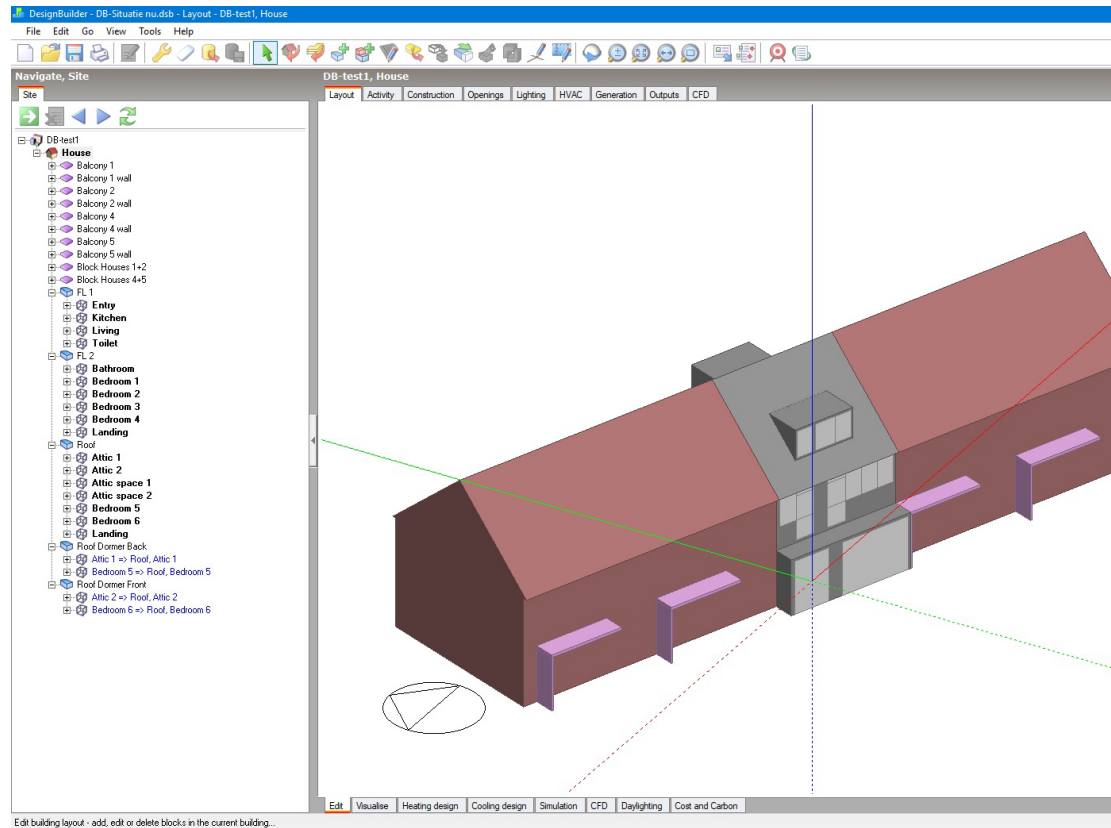 DesignBuilder - DB-Situatie nu.dsb - Layout - DB-test1, House
File Edit Go View Tools Help
Navigate, Site
Site
DB-test1
House
Balcony 1
Balcony 1 wall
Balcony 2
Balcony 2 wall
Balcony 4
Balcony 4 wall
Balcony 5
Balcony 5 wall
Block Houses 1+2
Block Houses 4+5
FL 1
Entry
Kitchen
Living
Toilet
FL 2
Bathroom
Bedroom 1
Bedroom 2
Bedroom 3
Bedroom 4
Landing
Roof
Attic 1
Attic 2
Attic space 1
Attic space 2
Bedroom 5
Bedroom 6
Landing
Roof Dormer Back
Attic 1 => Roof, Attic 1
Bedroom 5 => Roof, Bedroom 5
Roof Dormer Front
Attic 2 => Roof, Attic 2
Bedroom 6 => Roof, Bedroom 6
DB-test1, House
Layout Activity Construction Openings Lighting HVAC Generation Outputs CFD
Edit Visualise Heating design Cooling design Simulation CFD Daylighting Cost and Carbon
Edit building layout - add, edit or delete blocks in the current building...